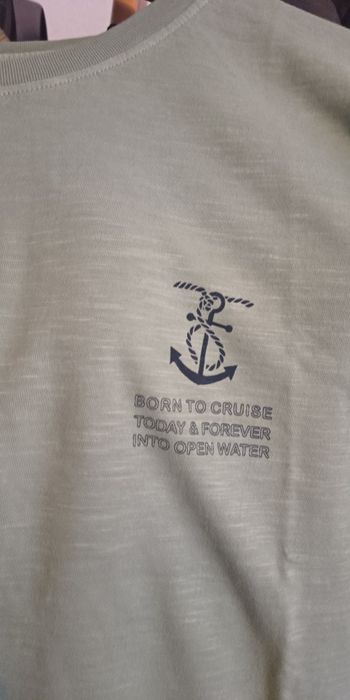 BORN TO CRUISE
TODAY & FOREVER
INTO OPEN WATER